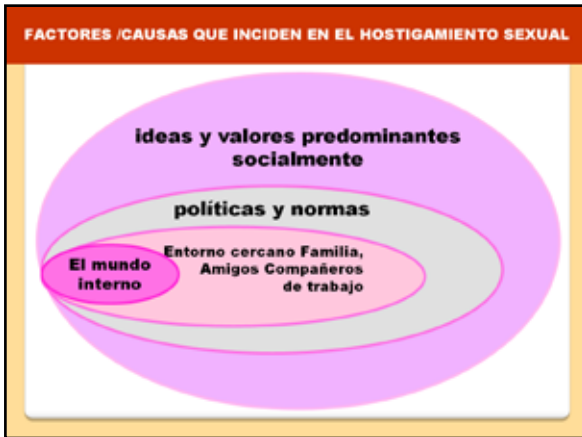 FACTORES /CAUSAS QUE INCIDEN EN EL HOSTIGAMIENTO SEXUAL
ideas y valores predominantes
socialmente
políticas y normas
Entorno cercano Familia,
Amigos Compañeros
de trabajo
El mundo
interno